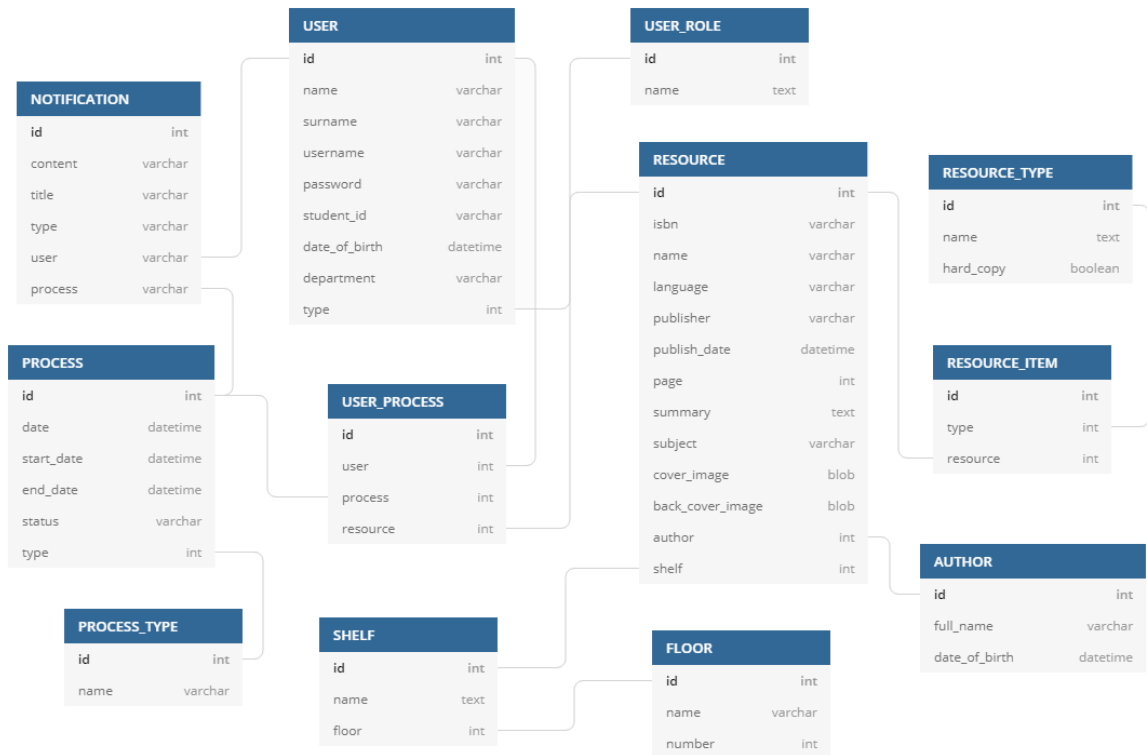 USER
id int
name varchar
surname varchar
username varchar
password varchar
student_id varchar
date_of_birth datetime
department varchar
type int
USER_ROLE
id int
name text
NOTIFICATION
id int
content varchar
title varchar
type varchar
user varchar
process varchar
RESOURCE
id int
isbn varchar
name varchar
language varchar
publisher varchar
publish_date datetime
page int
summary text
subject varchar
cover_image blob
back_cover_image blob
author int
shelf int
RESOURCE_TYPE
id int
name text
hard_copy boolean
PROCESS
id int
date datetime
start_date datetime
end_date datetime
status varchar
type int
USER_PROCESS
id int
user int
process int
resource int
RESOURCE_ITEM
id int
type int
resource int
AUTHOR
id int
full_name varchar
date_of_birth datetime
PROCESS_TYPE
id int
name varchar
SHELF
id int
name text
floor int
FLOOR
id int
name varchar
number int